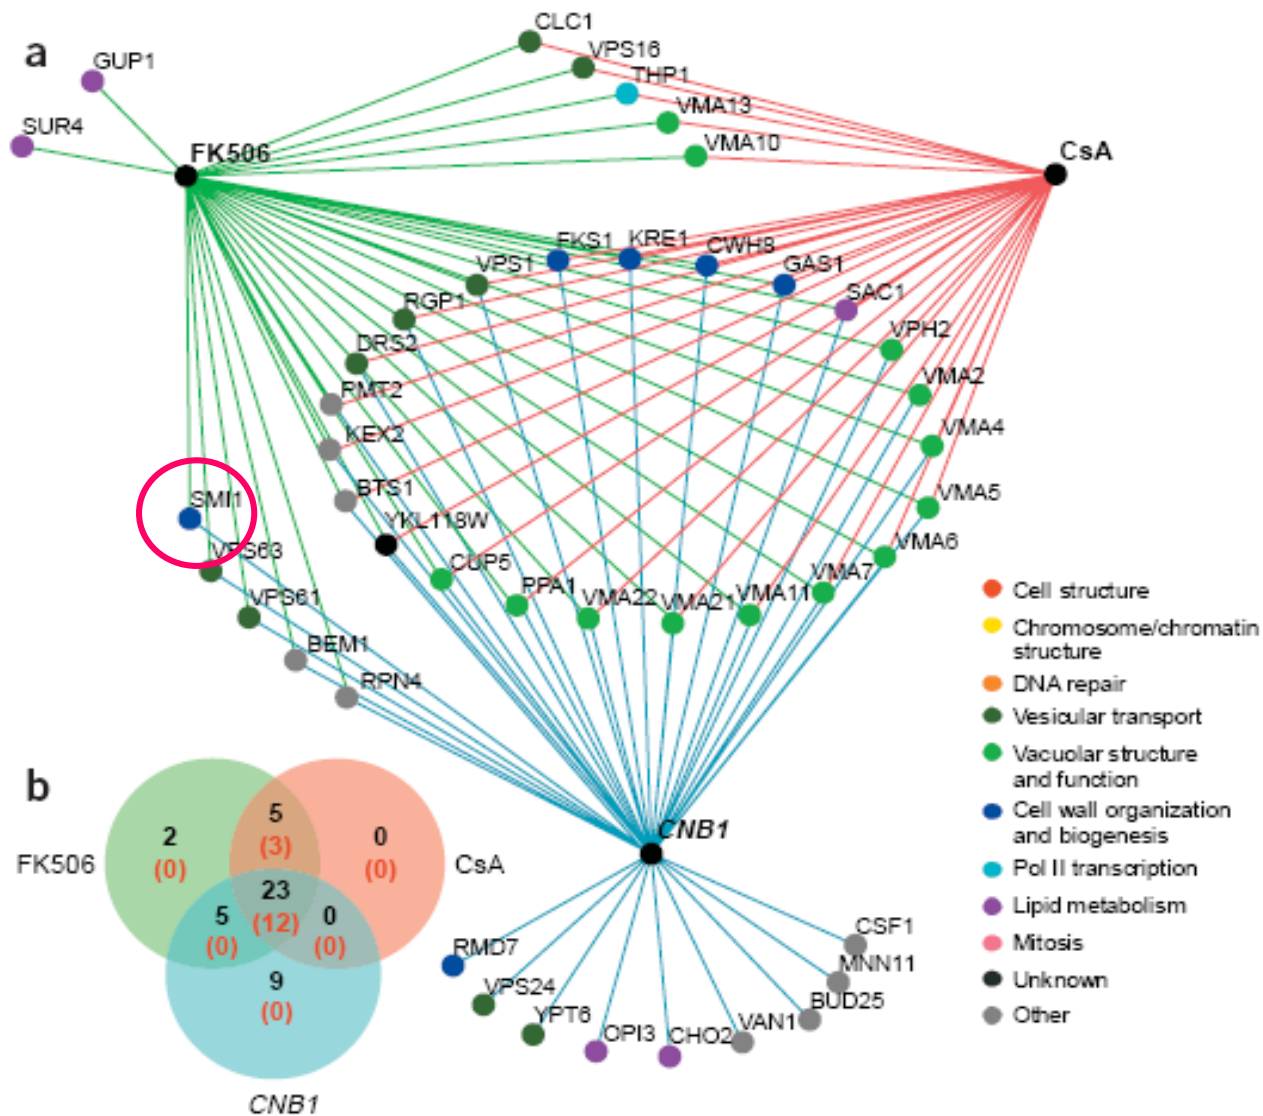 a
CLC1
VPS16
GUP1
THP1
VMA13
SUR4
VMA10
FK506
CsA
FKS1
KRE1
CWH8
VPS1
GAS1
RGP1
SAC1
DRS2
VPH2
RMT2
VMA2
KEX2
VMA4
BTS1
SMI1
VMA5
YKL118W
VPS63
VMA6
CUP5
PPA1
VMA22
VMA21
VMA11
VMA7
VPS61
BEM1
RPN4
Cell structure
Chromosome/chromatin
structure
DNA repair
Vesicular transport
Vacuolar structure
and function
Cell wall organization
and biogenesis
Pol II transcription
Lipid metabolism
Mitosis
Unknown
Other
CNB1
RMD7
VPS24
YPT6
OPI3
CHO2
VAN1
BUD25
MNN11
CSF1
b
FK506
CsA
2
(0)
5
(3)
0
(0)
23
(12)
5
(0)
0
(0)
9
(0)
CNB1